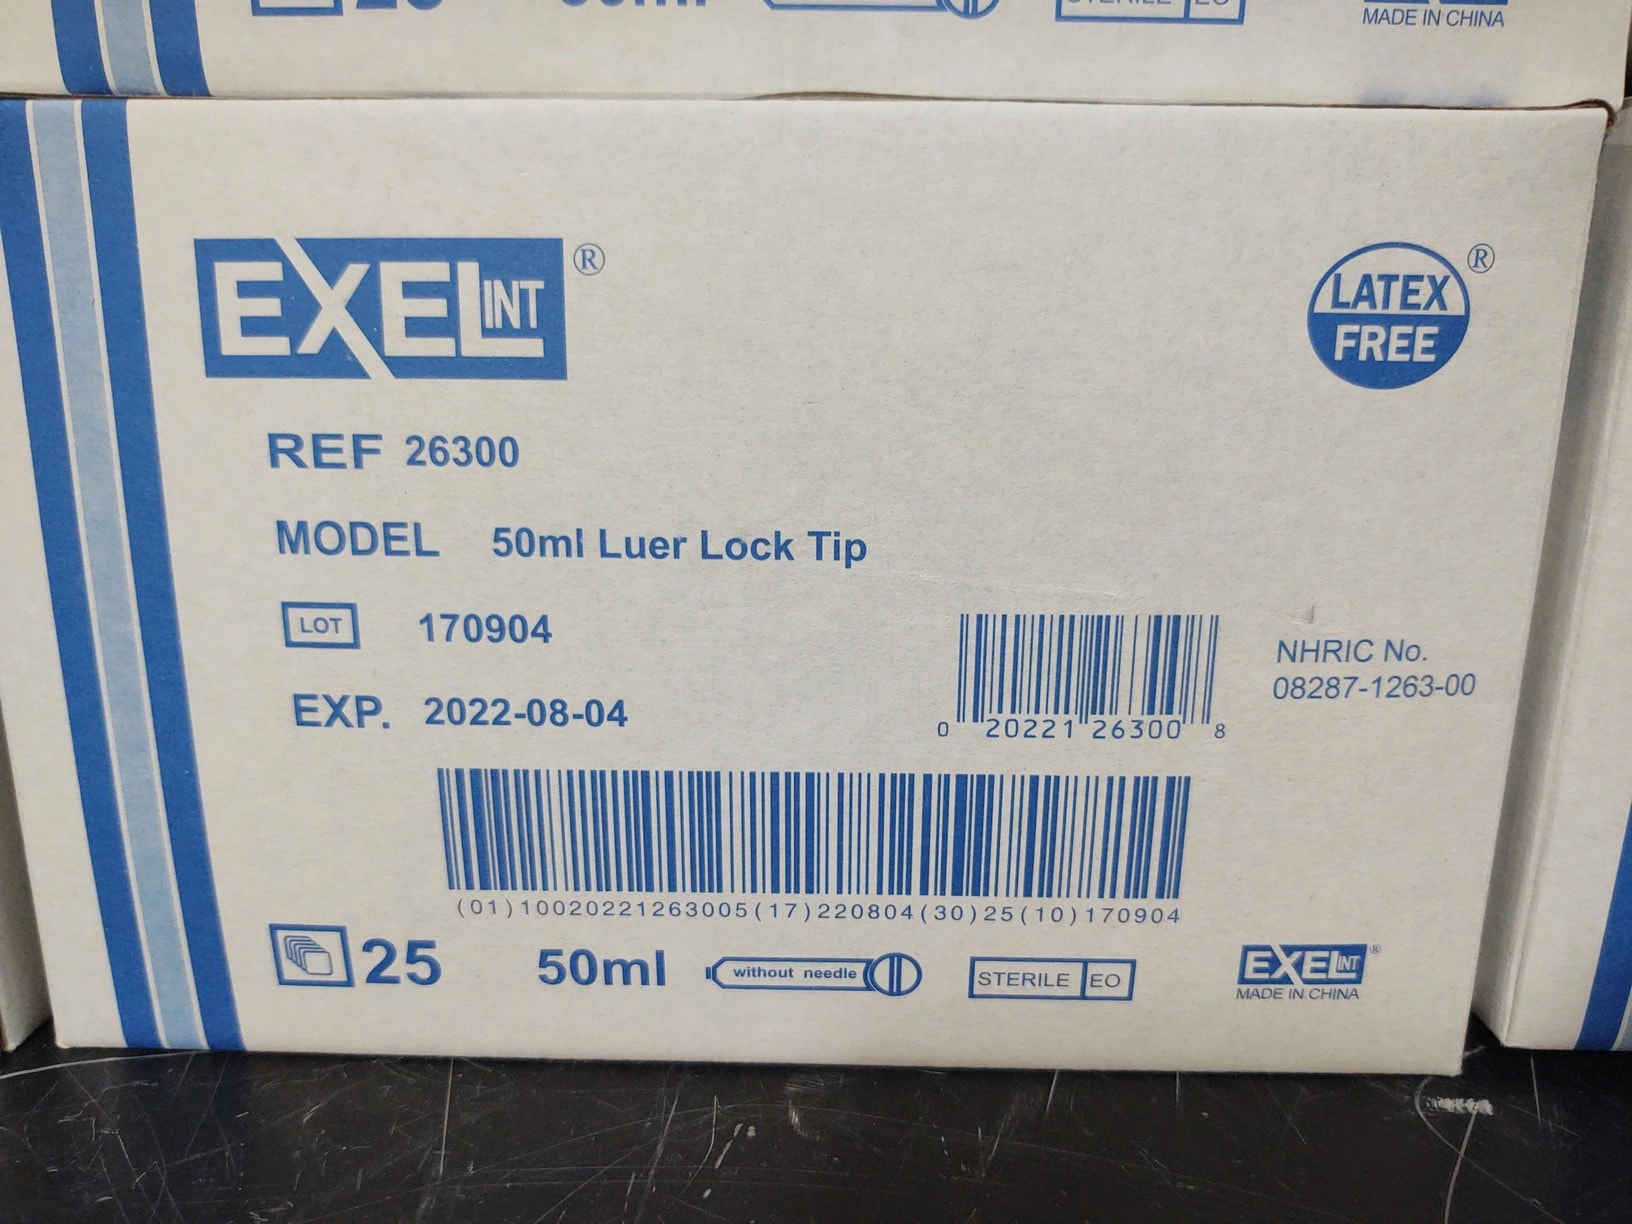 MADE IN CHINA
EXEL INT ®
LATEX FREE ®
REF 26300
MODEL 50ml Luer Lock Tip
LOT 170904
EXP. 2022-08-04
0 20221 26300 8
NHRIC No.
08287-1263-00
(01)10020221263005(17)220804(30)25(10)170904
25 50ml without needle STERILE EO
EXEL INT ®
MADE IN CHINA